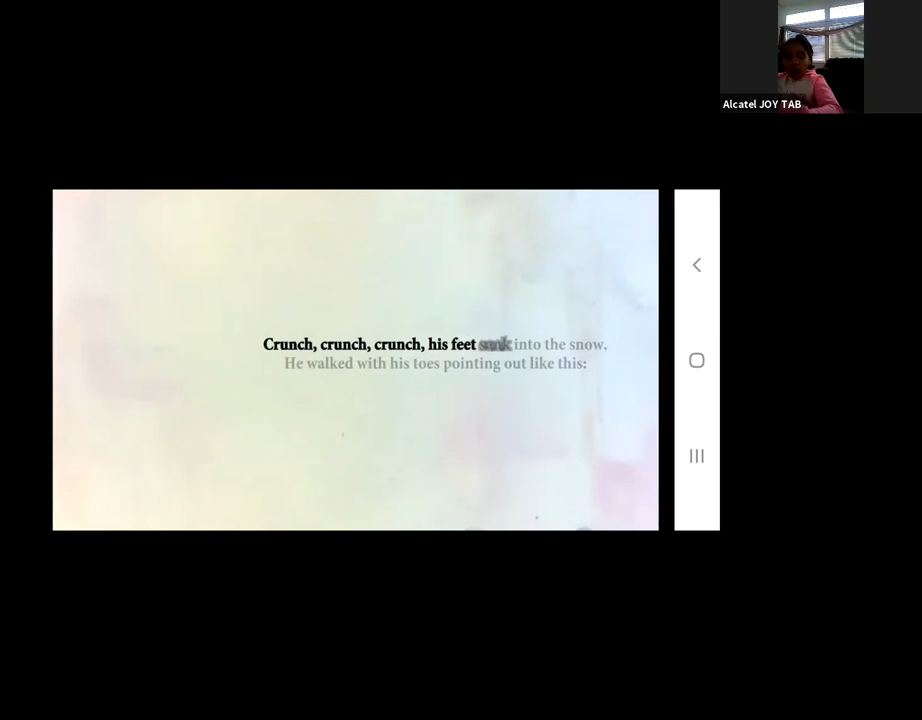 Alcatel JOY TAB
Crunch, crunch, crunch, his feet sank into the snow.
He walked with his toes pointing out like this: